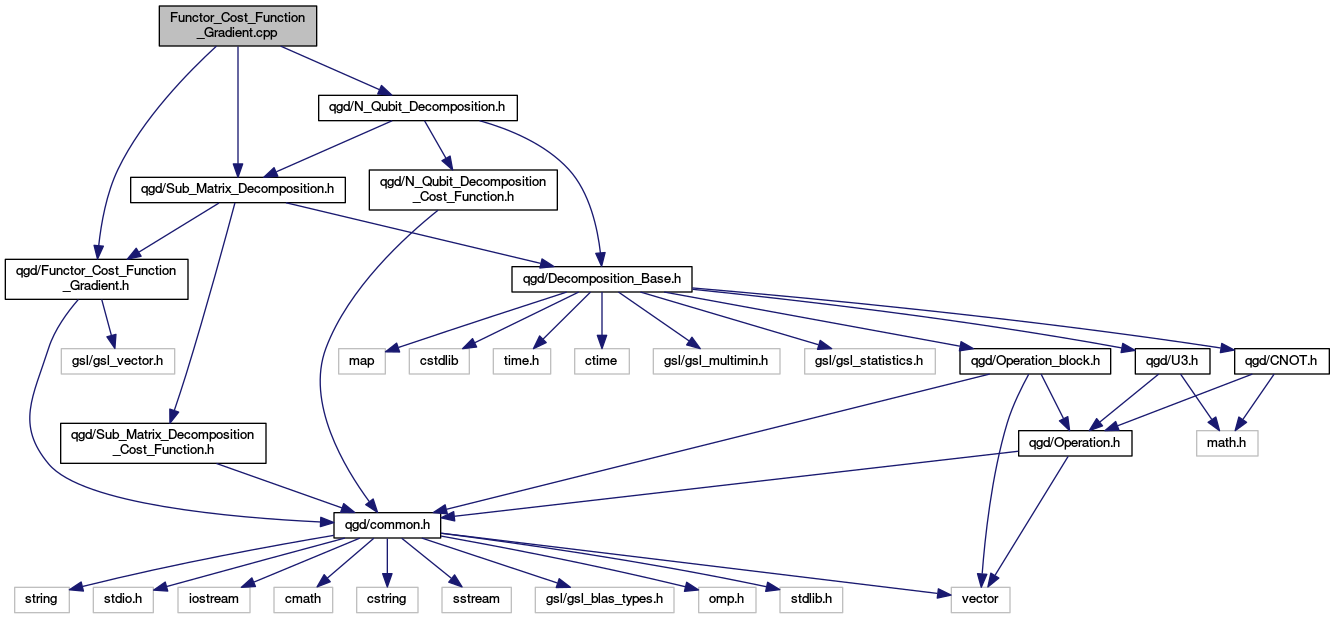 Functor_Cost_Function
_Gradient.cpp
qgd/N_Qubit_Decomposition.h
qgd/Sub_Matrix_Decomposition.h
qgd/N_Qubit_Decomposition
_Cost_Function.h
qgd/Functor_Cost_Function
_Gradient.h
qgd/Decomposition_Base.h
gsl/gsl_vector.h
map
cstdlib
time.h
ctime
gsl/gsl_multimin.h
gsl/gsl_statistics.h
qgd/Operation_block.h
qgd/U3.h
qgd/CNOT.h
qgd/Sub_Matrix_Decomposition
_Cost_Function.h
qgd/Operation.h
math.h
qgd/common.h
string
stdio.h
iostream
cmath
cstring
sstream
gsl/gsl_blas_types.h
omp.h
stdlib.h
vector